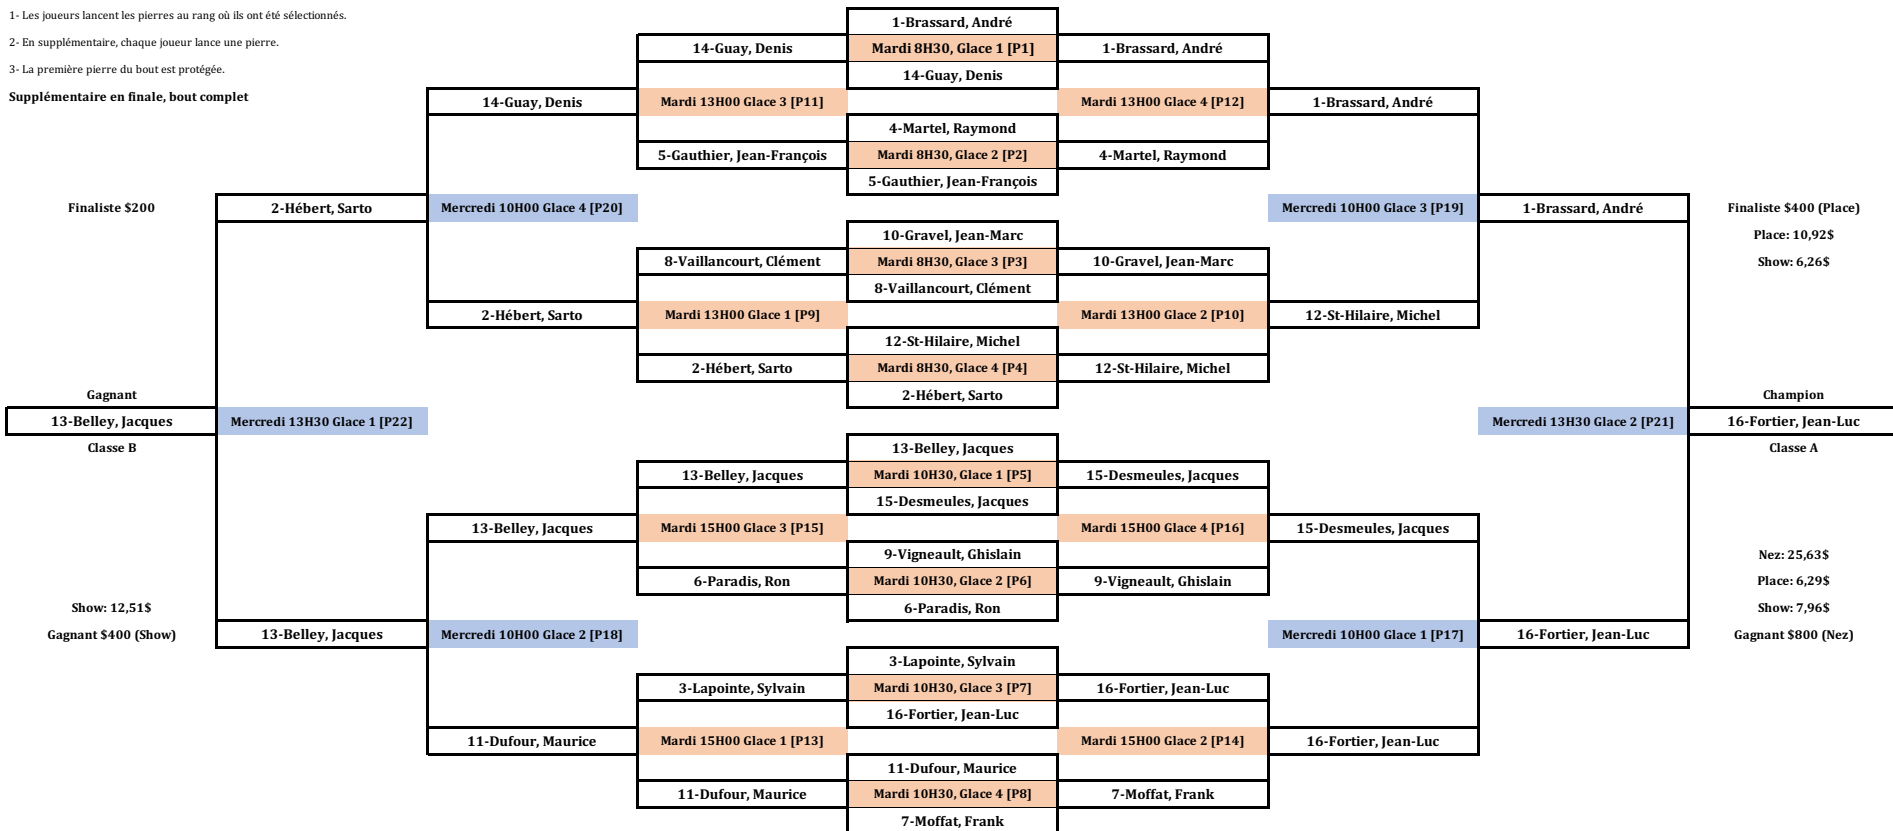 1- Les joueurs lancent les pierres au rang où ils ont été sélectionnés.
2- En supplémentaire, chaque joueur lance une pierre.
3- La première pierre du bout est protégée.
Supplémentaire en finale, bout complet
1-Brassard, André
14-Guay, Denis
Mardi 8H30, Glace 1 [P1]
1-Brassard, André
14-Guay, Denis
14-Guay, Denis
Mardi 13H00 Glace 3 [P11]
Mardi 13H00 Glace 4 [P12]
1-Brassard, André
4-Martel, Raymond
5-Gauthier, Jean-François
Mardi 8H30, Glace 2 [P2]
4-Martel, Raymond
5-Gauthier, Jean-François
Finaliste $200
2-Hébert, Sarto
Mercredi 10H00 Glace 4 [P20]
Mercredi 10H00 Glace 3 [P19]
1-Brassard, André
Finaliste $400 (Place)
10-Gravel, Jean-Marc
Place: 10,92$
8-Vaillancourt, Clément
Mardi 8H30, Glace 3 [P3]
10-Gravel, Jean-Marc
Show: 6,26$
8-Vaillancourt, Clément
2-Hébert, Sarto
Mardi 13H00 Glace 1 [P9]
Mardi 13H00 Glace 2 [P10]
12-St-Hilaire, Michel
12-St-Hilaire, Michel
2-Hébert, Sarto
Mardi 8H30, Glace 4 [P4]
12-St-Hilaire, Michel
Gagnant
2-Hébert, Sarto
Champion
13-Belley, Jacques
Mercredi 13H30 Glace 1 [P22]
Mercredi 13H30 Glace 2 [P21]
16-Fortier, Jean-Luc
Classe B
13-Belley, Jacques
Classe A
13-Belley, Jacques
Mardi 10H30, Glace 1 [P5]
15-Desmeules, Jacques
15-Desmeules, Jacques
13-Belley, Jacques
Mardi 15H00 Glace 3 [P15]
Mardi 15H00 Glace 4 [P16]
15-Desmeules, Jacques
9-Vigneault, Ghislain
Nez: 25,63$
6-Paradis, Ron
Mardi 10H30, Glace 2 [P6]
9-Vigneault, Ghislain
Place: 6,29$
Show: 12,51$
6-Paradis, Ron
Show: 7,96$
Gagnant $400 (Show)
13-Belley, Jacques
Mercredi 10H00 Glace 2 [P18]
Mercredi 10H00 Glace 1 [P17]
16-Fortier, Jean-Luc
Gagnant $800 (Nez)
3-Lapointe, Sylvain
3-Lapointe, Sylvain
Mardi 10H30, Glace 3 [P7]
16-Fortier, Jean-Luc
16-Fortier, Jean-Luc
11-Dufour, Maurice
Mardi 15H00 Glace 1 [P13]
Mardi 15H00 Glace 2 [P14]
16-Fortier, Jean-Luc
11-Dufour, Maurice
11-Dufour, Maurice
Mardi 10H30, Glace 4 [P8]
7-Moffat, Frank
7-Moffat, Frank